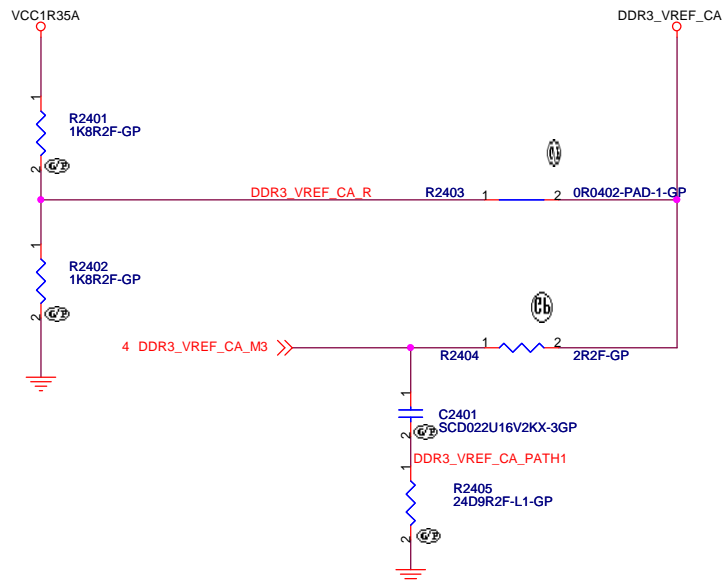 VCC1R35A
DDR3_VREF_CA
1
R2401
1K8R2F-GP
2 G/P
DDR3_VREF_CA_R
R2403
1
2
0R0402-PAD-1-GP
1
R2402
1K8R2F-GP
2 G/P
4 DDR3_VREF_CA_M3
R2404
1
2
2R2F-GP
1
C2401
SCD022U16V2KX-3GP
2 G/P
DDR3_VREF_CA_PATH1
1
R2405
24D9R2F-L1-GP
2 G/P